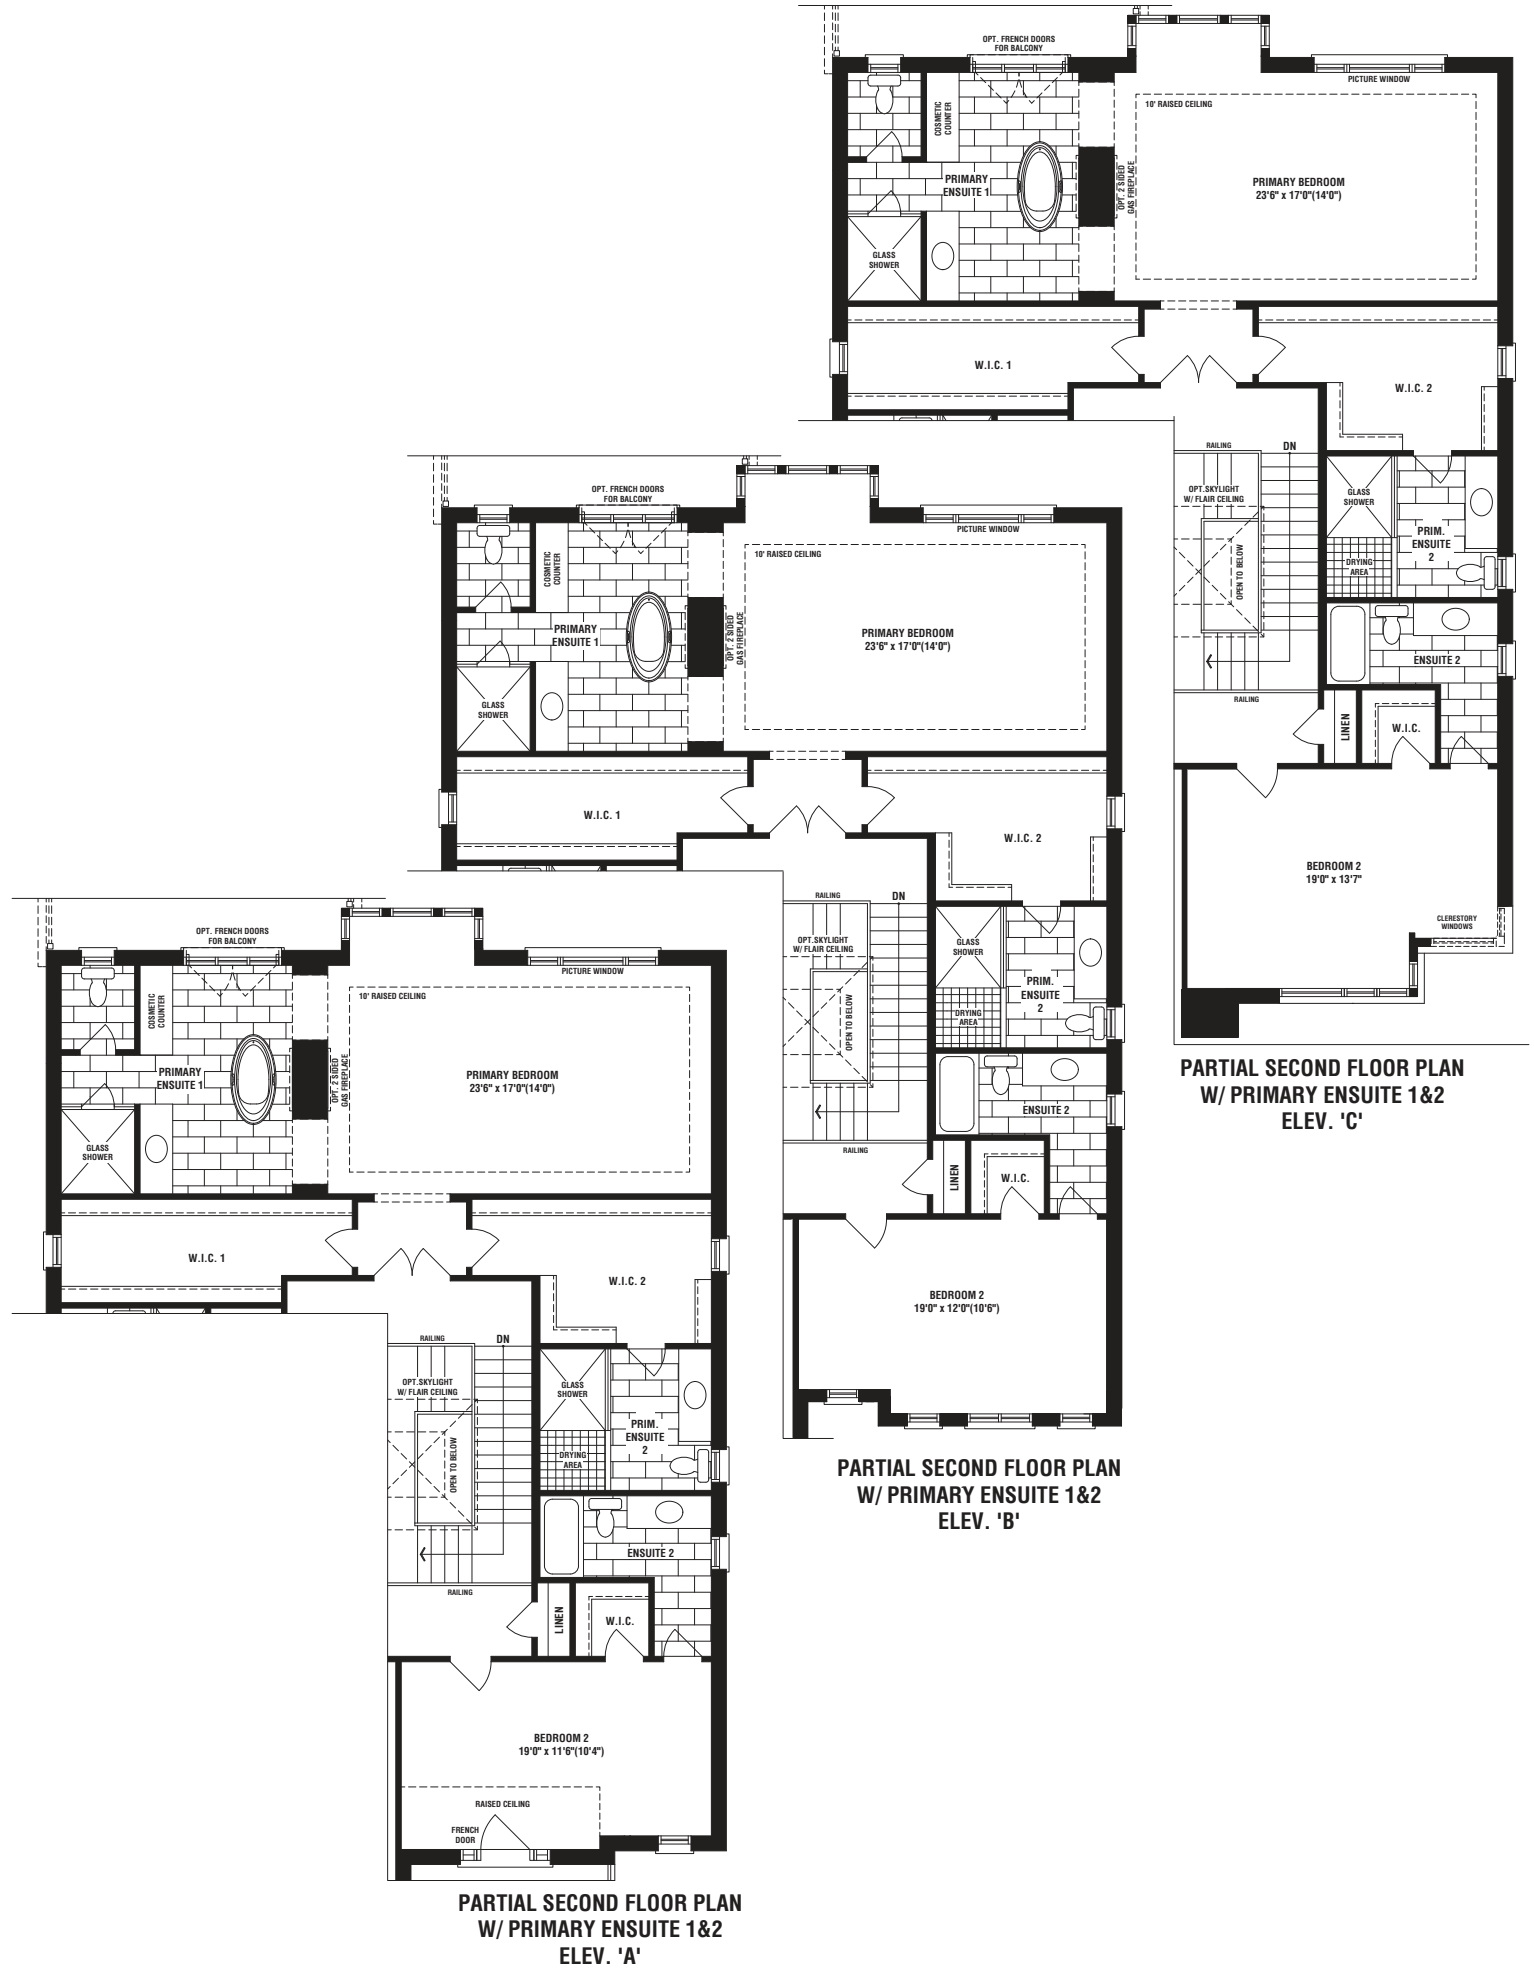 OPT. FRENCH DOORS
FOR BALCONY
PICTURE WINDOW
COSMETIC
COUNTER
10' RAISED CEILING
PRIMARY
ENSUITE 1
OPT. 2 SIDED
GAS FIREPLACE
PRIMARY BEDROOM
23'6" x 17'0"(14'0")
GLASS
SHOWER
W.I.C. 1
W.I.C. 2
RAILING
DN
OPT.SKYLIGHT
W/ FLAIR CEILING
GLASS
SHOWER
PRIM.
ENSUITE
2
DRYING
AREA
OPEN TO BELOW
ENSUITE 2
RAILING
LINEN
W.I.C.
BEDROOM 2
19'0" x 13'7"
CLERESTORY
WINDOWS
PARTIAL SECOND FLOOR PLAN
W/ PRIMARY ENSUITE 1&2
ELEV. 'C'
OPT. FRENCH DOORS
FOR BALCONY
PICTURE WINDOW
COSMETIC
COUNTER
10' RAISED CEILING
PRIMARY
ENSUITE 1
OPT. 2 SIDED
GAS FIREPLACE
PRIMARY BEDROOM
23'6" x 17'0"(14'0")
GLASS
SHOWER
W.I.C. 1
W.I.C. 2
RAILING
DN
OPT.SKYLIGHT
W/ FLAIR CEILING
GLASS
SHOWER
PRIM.
ENSUITE
2
DRYING
AREA
OPEN TO BELOW
ENSUITE 2
RAILING
LINEN
W.I.C.
BEDROOM 2
19'0" x 12'0"(10'6")
PARTIAL SECOND FLOOR PLAN
W/ PRIMARY ENSUITE 1&2
ELEV. 'B'
OPT. FRENCH DOORS
FOR BALCONY
PICTURE WINDOW
COSMETIC
COUNTER
10' RAISED CEILING
PRIMARY
ENSUITE 1
OPT. 2 SIDED
GAS FIREPLACE
PRIMARY BEDROOM
23'6" x 17'0"(14'0")
GLASS
SHOWER
W.I.C. 1
W.I.C. 2
RAILING
DN
OPT.SKYLIGHT
W/ FLAIR CEILING
GLASS
SHOWER
PRIM.
ENSUITE
2
DRYING
AREA
OPEN TO BELOW
ENSUITE 2
RAILING
LINEN
W.I.C.
BEDROOM 2
19'0" x 11'6"(10'4")
RAISED CEILING
FRENCH
DOOR
PARTIAL SECOND FLOOR PLAN
W/ PRIMARY ENSUITE 1&2
ELEV. 'A'